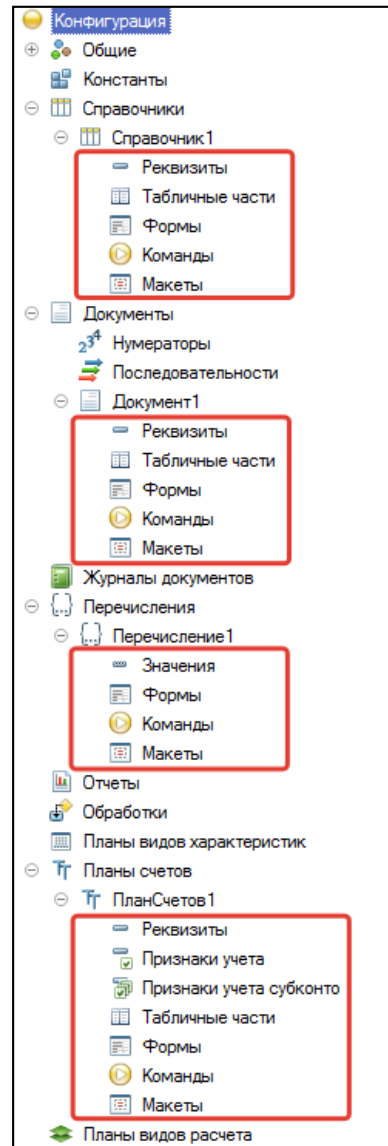 Конфигурация
Общие
Константы
Справочники
Справочник1
Реквизиты
Табличные части
Формы
Команды
Макеты
Документы
Нумераторы
Последовательности
Документ1
Реквизиты
Табличные части
Формы
Команды
Макеты
Журналы документов
Перечисления
Перечисление1
Значения
Формы
Команды
Макеты
Отчеты
Обработки
Планы видов характеристик
Планы счетов
ПланСчетов1
Реквизиты
Признаки учета
Признаки учета субконто
Табличные части
Формы
Команды
Макеты
Планы видов расчета